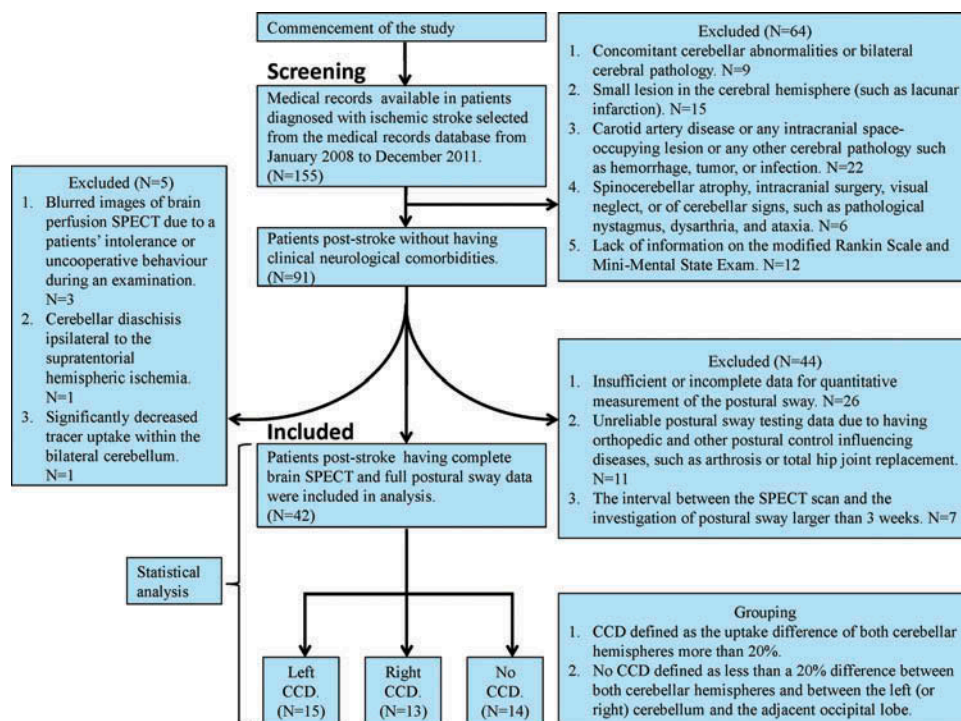 Commencement of the study
Screening
Medical records available in patients
diagnosed with ischemic stroke selected
from the medical records database from
January 2008 to December 2011.
(N=155)
Excluded (N=64)
1. Concomitant cerebellar abnormalities or bilateral
cerebral pathology. N=9
2. Small lesion in the cerebral hemisphere (such as lacunar
infarction). N=15
3. Carotid artery disease or any intracranial space-
occupying lesion or any other cerebral pathology such
as hemorrhage, tumor, or infection. N=22
4. Spinocerebellar atrophy, intracranial surgery, visual
neglect, or of cerebellar signs, such as pathological
nystagmus, dysarthria, and ataxia. N=6
5. Lack of information on the modified Rankin Scale and
Mini-Mental State Exam. N=12
Patients post-stroke without having
clinical neurological comorbidities.
(N=91)
Excluded (N=5)
1. Blurred images of brain
perfusion SPECT due to a
patients' intolerance or
uncooperative behaviour
during an examination.
N=3
2. Cerebellar diaschisis
ipsilateral to the
supratentorial
hemispheric ischemia.
N=1
3. Significantly decreased
tracer uptake within the
bilateral cerebellum.
N=1
Excluded (N=44)
1. Insufficient or incomplete data for quantitative
measurement of the postural sway. N=26
2. Unreliable postural sway testing data due to having
orthopedic and other postural control influencing
diseases, such as arthrosis or total hip joint replacement.
N=11
3. The interval between the SPECT scan and the
investigation of postural sway larger than 3 weeks. N=7
Included
Patients post-stroke having complete
brain SPECT and full postural sway data
were included in analysis.
(N=42)
Statistical
analysis
Left
CCD.
(N=15)
Right
CCD.
(N=13)
No
CCD.
(N=14)
Grouping
1. CCD defined as the uptake difference of both cerebellar
hemispheres more than 20%.
2. No CCD defined as less than a 20% difference between
both cerebellar hemispheres and between the left (or
right) cerebellum and the adjacent occipital lobe.